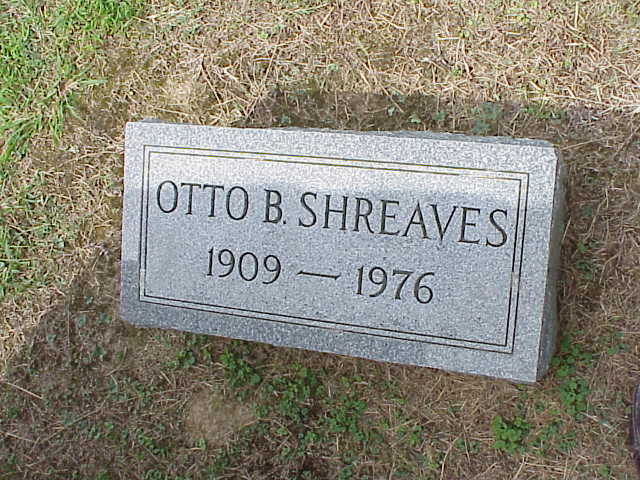 OTTO B. SHREAVES
1909 — 1976